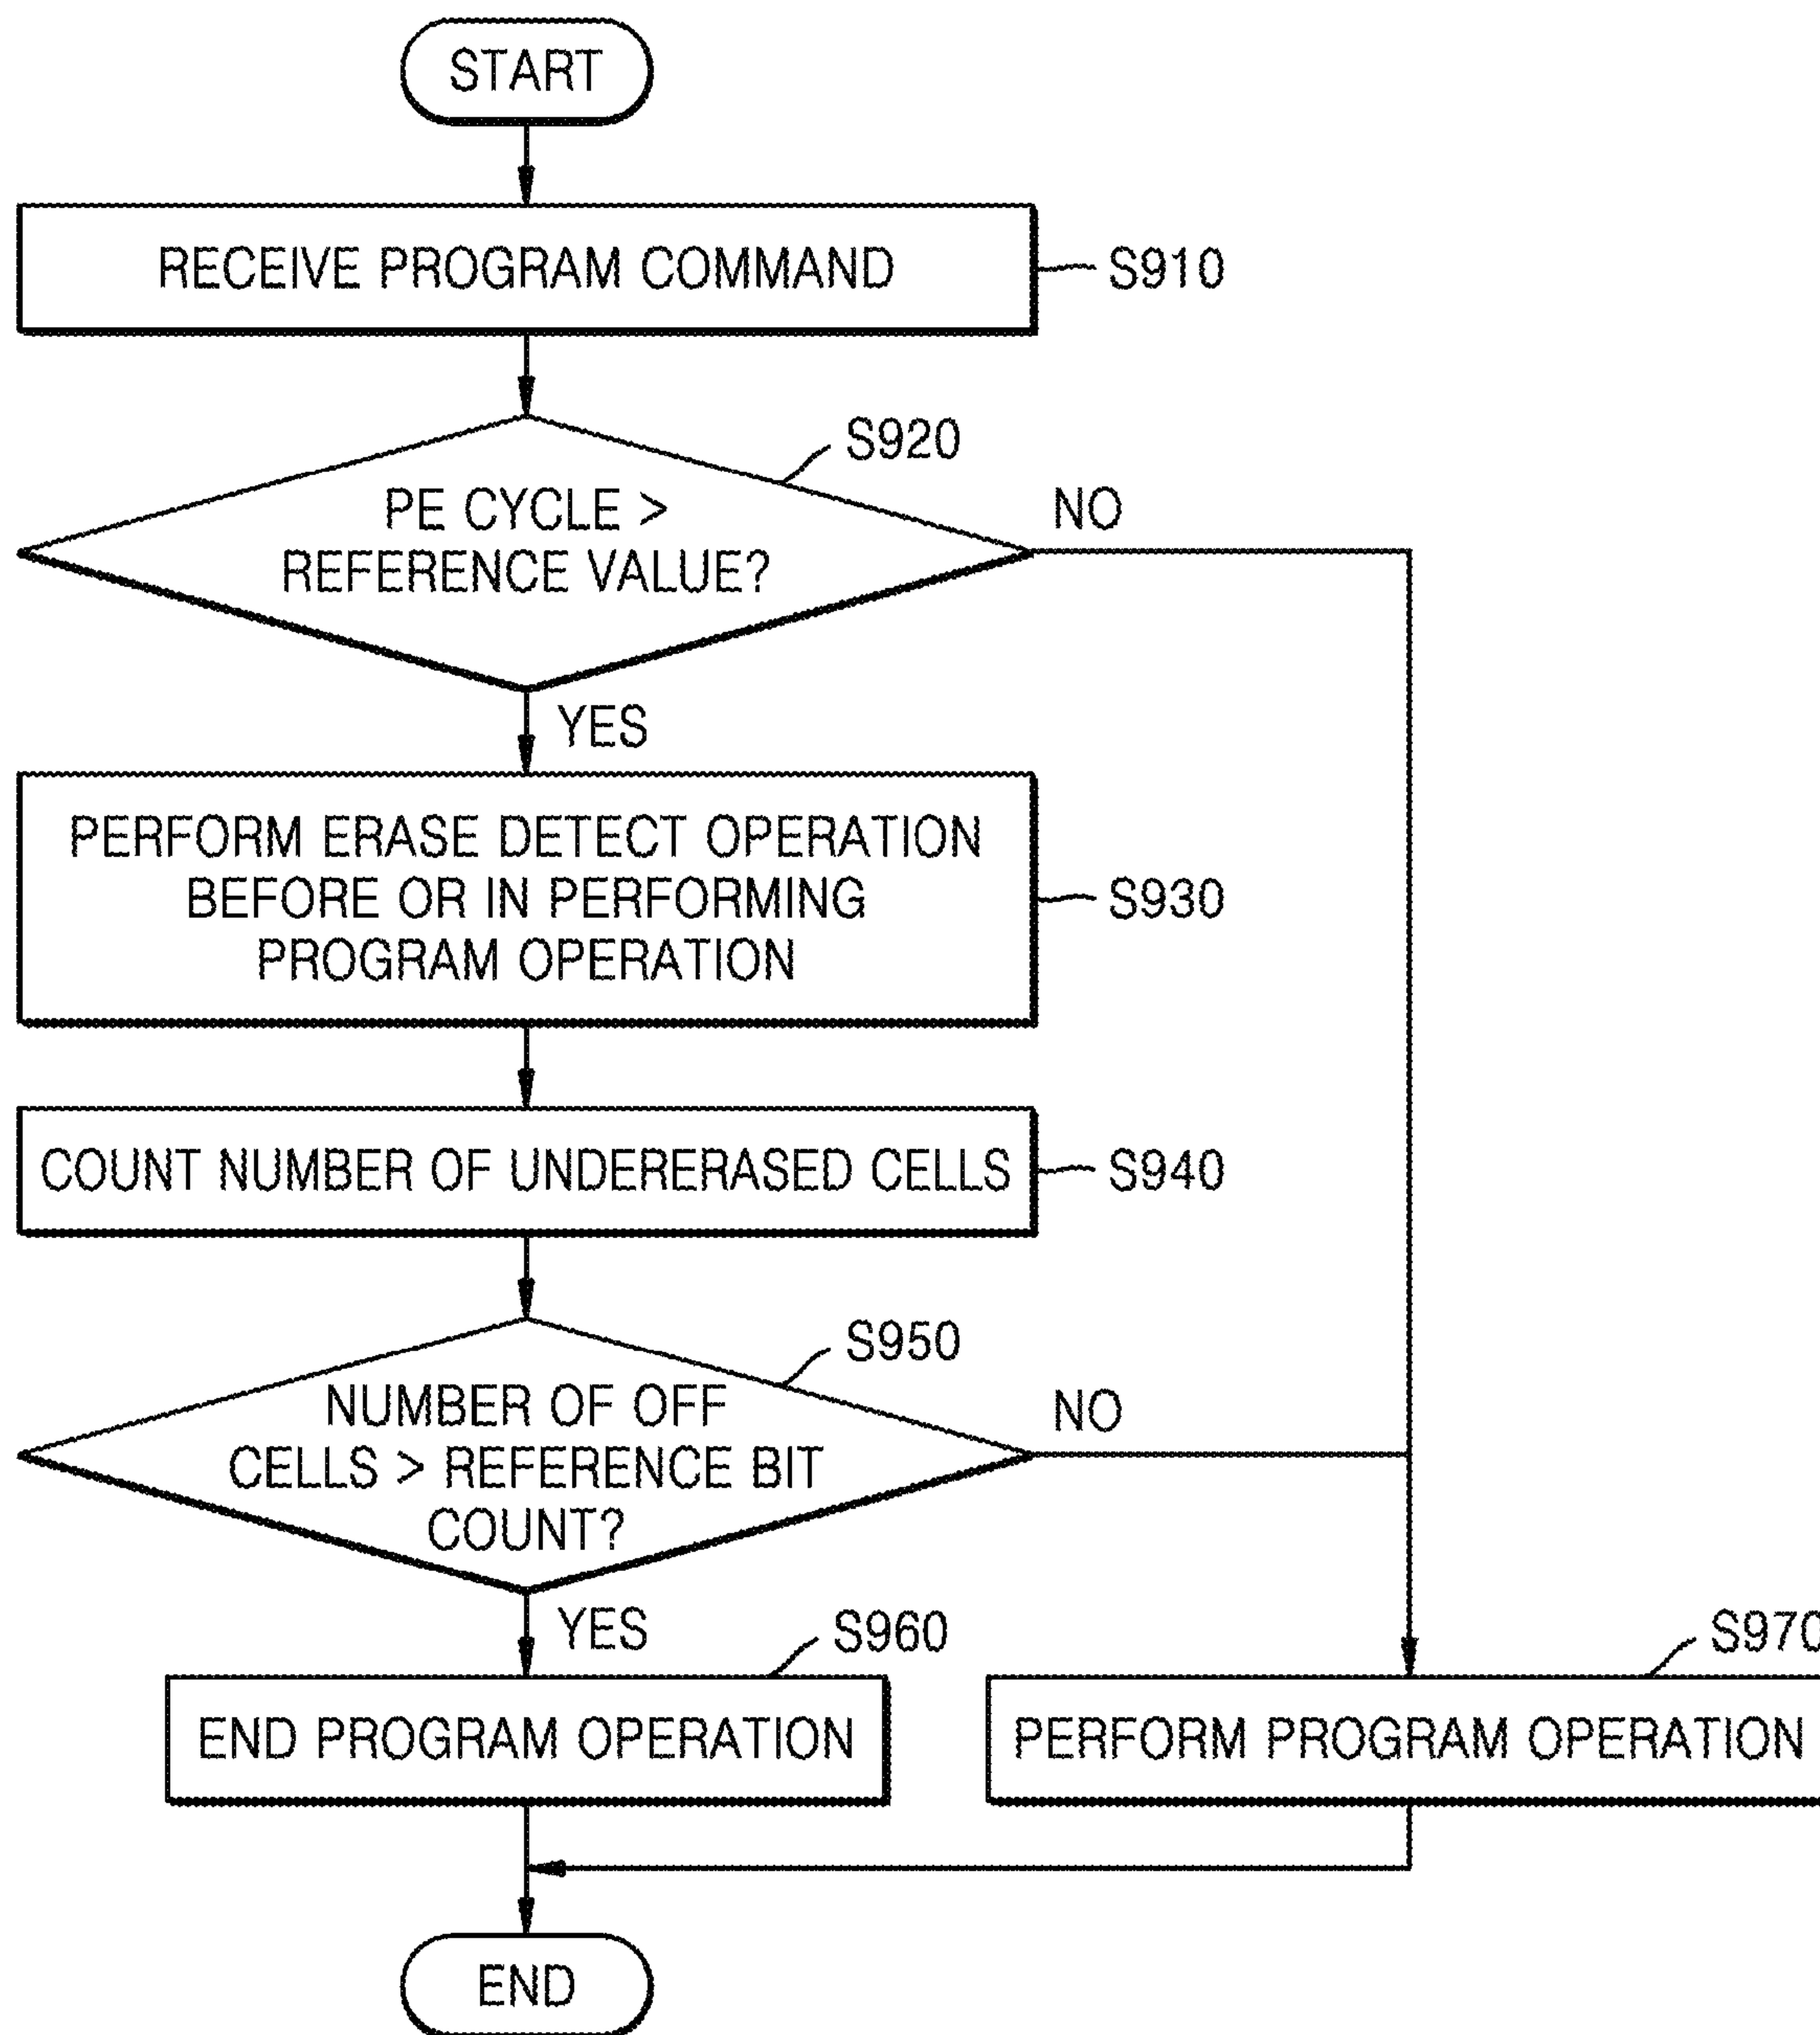 START
RECEIVE PROGRAM COMMAND
S910
S920
PE CYCLE >
REFERENCE VALUE?
NO
YES
PERFORM ERASE DETECT OPERATION
BEFORE OR IN PERFORMING
PROGRAM OPERATION
S930
COUNT NUMBER OF UNDERERASED CELLS
S940
S950
NUMBER OF OFF
CELLS > REFERENCE BIT
COUNT?
NO
YES
S960
S970
END PROGRAM OPERATION
PERFORM PROGRAM OPERATION
END